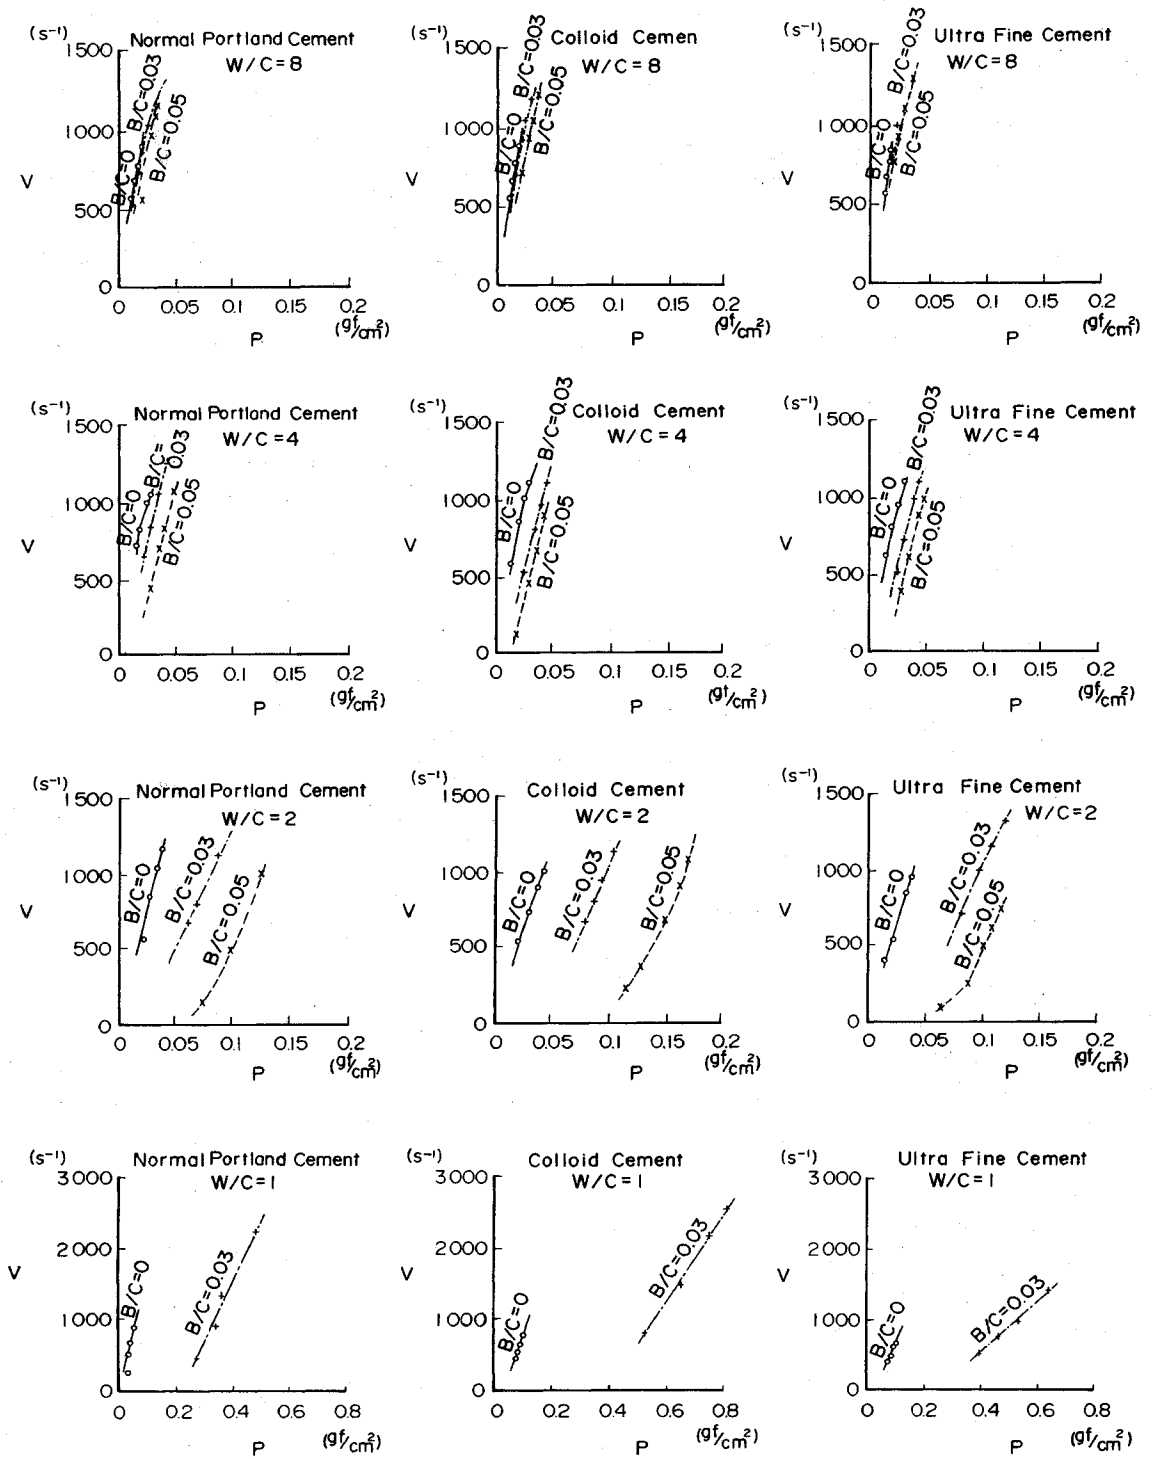 (s⁻¹)
Normal Portland Cement
W/C=8
1500
1000
500
0
V
B/C=0
B/C=0.03
B/C=0.05
0 0.05 0.1 0.15 0.2
P
(gf/cm²)
(s⁻¹)
Colloid Cemen
W/C=8
1500
1000
500
0
V
B/C=0
B/C=0.03
B/C=0.05
0 0.05 0.1 0.15 0.2
P
(gf/cm²)
(s⁻¹)
Ultra Fine Cement
W/C=8
1500
1000
500
0
V
B/C=0
B/C=0.03
B/C=0.05
0 0.05 0.1 0.15 0.2
P
(gf/cm²)
(s⁻¹)
Normal Portland Cement
W/C=4
1500
1000
500
0
V
B/C=0
B/C=0.03
B/C=0.05
0 0.05 0.1 0.15 0.2
P
(gf/cm²)
(s⁻¹)
Colloid Cement
W/C=4
1500
1000
500
0
V
B/C=0
B/C=0.03
B/C=0.05
0 0.05 0.1 0.15 0.2
P
(gf/cm²)
(s⁻¹)
Ultra Fine Cement
W/C=4
1500
1000
500
0
V
B/C=0
B/C=0.03
B/C=0.05
0 0.05 0.1 0.15 0.2
P
(gf/cm²)
(s⁻¹)
Normal Portland Cement
W/C=2
1500
1000
500
0
V
B/C=0
B/C=0.03
B/C=0.05
0 0.05 0.1 0.15 0.2
P
(gf/cm²)
(s⁻¹)
Colloid Cement
W/C=2
1500
1000
500
0
V
B/C=0
B/C=0.03
B/C=0.05
0 0.05 0.1 0.15 0.2
P
(gf/cm²)
(s⁻¹)
Ultra Fine Cement
W/C=2
1500
1000
500
0
V
B/C=0
B/C=0.03
B/C=0.05
0 0.05 0.1 0.15 0.2
P
(gf/cm²)
(s⁻¹)
Normal Portland Cement
W/C=1
3000
2000
1000
0
V
B/C=0
B/C=0.03
0 0.2 0.4 0.6 0.8
P
(gf/cm²)
(s⁻¹)
Colloid Cement
W/C=1
3000
2000
1000
0
V
B/C=0
B/C=0.03
0 0.2 0.4 0.6 0.8
P
(gf/cm²)
(s⁻¹)
Ultra Fine Cement
W/C=1
3000
2000
1000
0
V
B/C=0
B/C=0.03
0 0.2 0.4 0.6 0.8
P
(gf/cm²)